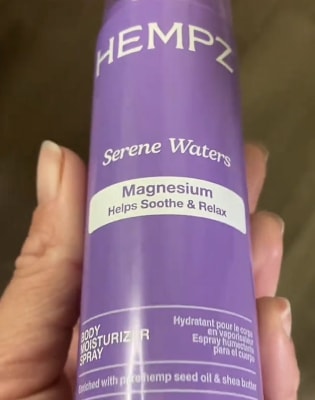 HEMPZ
Serene Waters
Magnesium
Helps Soothe & Relax
BODY
MOISTURIZER
SPRAY
Hydratant pour le corps
en vaporisateur
Espray humectante
para el cuerpo
Enriched with pure hemp seed oil & shea butter